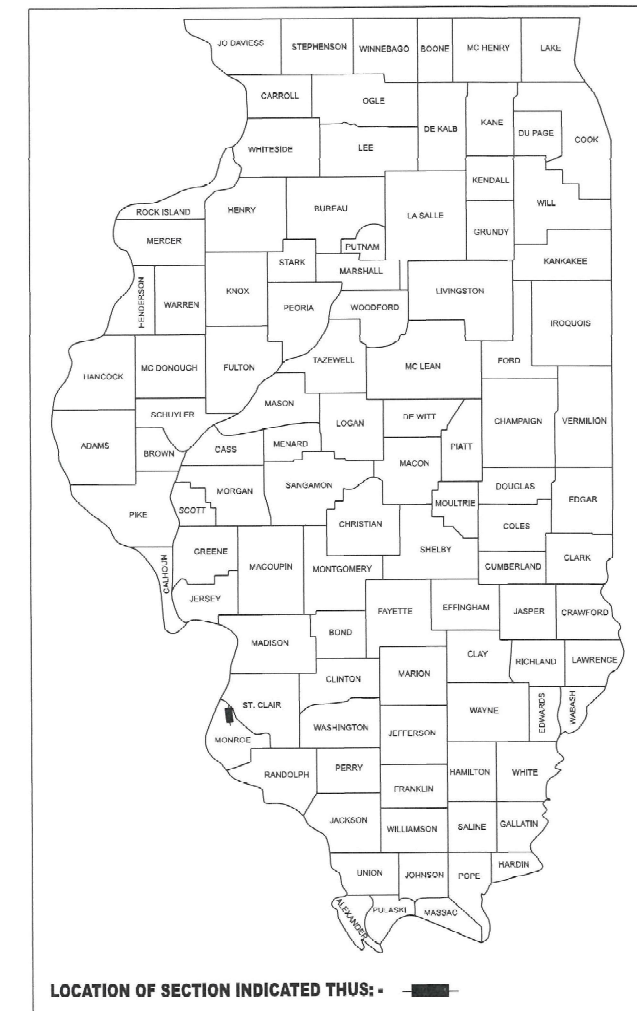 JO DAVIESS STEPHENSON WINNEBAGO BOONE MC HENRY LAKE
CARROLL OGLE DE KALB KANE DU PAGE COOK
WHITESIDE LEE
KENDALL WILL
ROCK ISLAND HENRY BUREAU LA SALLE GRUNDY
MERCER PUTNAM KANKAKEE
STARK MARSHALL
HENDERSON WARREN KNOX PEORIA WOODFORD LIVINGSTON IROQUOIS
HANCOCK MC DONOUGH FULTON TAZEWELL MC LEAN FORD
SCHUYLER MASON LOGAN DE WITT CHAMPAIGN VERMILION
ADAMS BROWN CASS MENARD MACON PIATT
PIKE SCOTT MORGAN SANGAMON CHRISTIAN MOULTRIE DOUGLAS EDGAR
COLES
CALHOUN GREENE MACOUPIN MONTGOMERY SHELBY CUMBERLAND CLARK
JERSEY FAYETTE EFFINGHAM JASPER CRAWFORD
MADISON BOND CLAY RICHLAND LAWRENCE
CLINTON MARION
ST. CLAIR WASHINGTON WAYNE EDWARDS WABASH
MONROE JEFFERSON
RANDOLPH PERRY HAMILTON WHITE
FRANKLIN
JACKSON WILLIAMSON SALINE GALLATIN
UNION JOHNSON POPE HARDIN
ALEXANDER PULASKI MASSAC
LOCATION OF SECTION INDICATED THUS: -